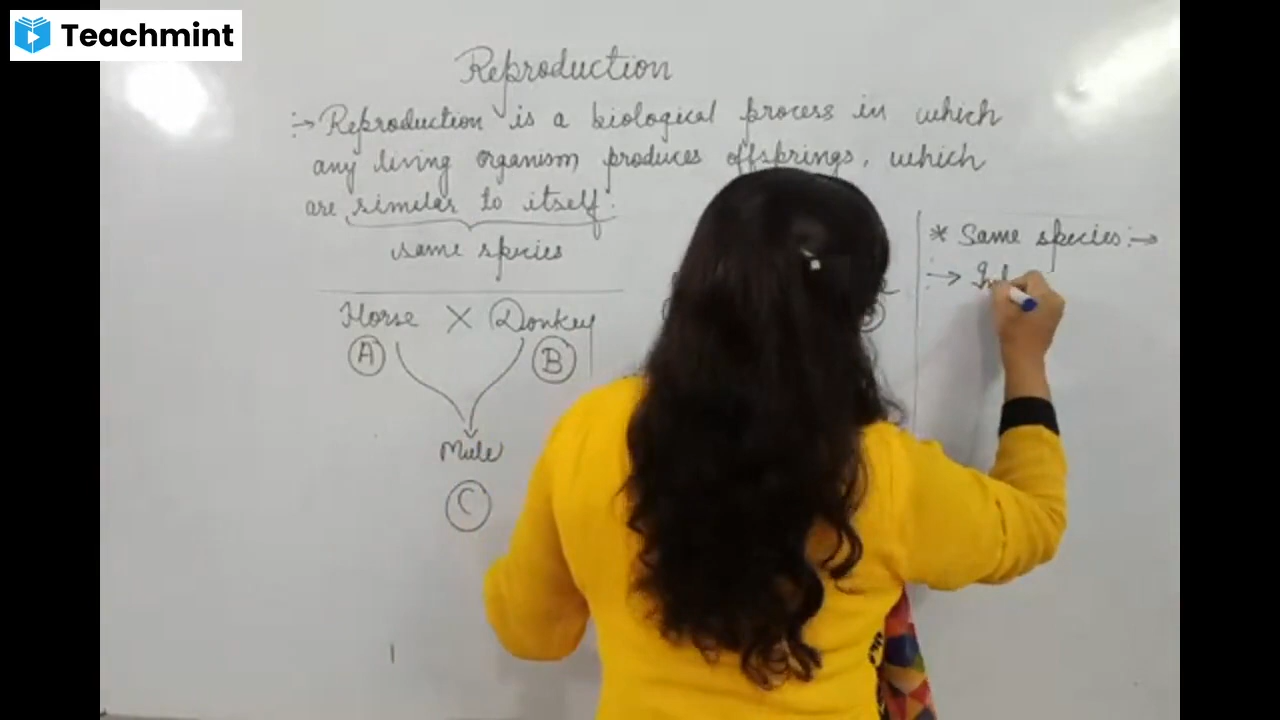 Teachmint
Reproduction
:→ Reproduction is a biological process in which
any living organism produces offsprings, which
are similar to itself.
same species
Horse X Donkey
A B
Mule
C
* Same species:→
:→